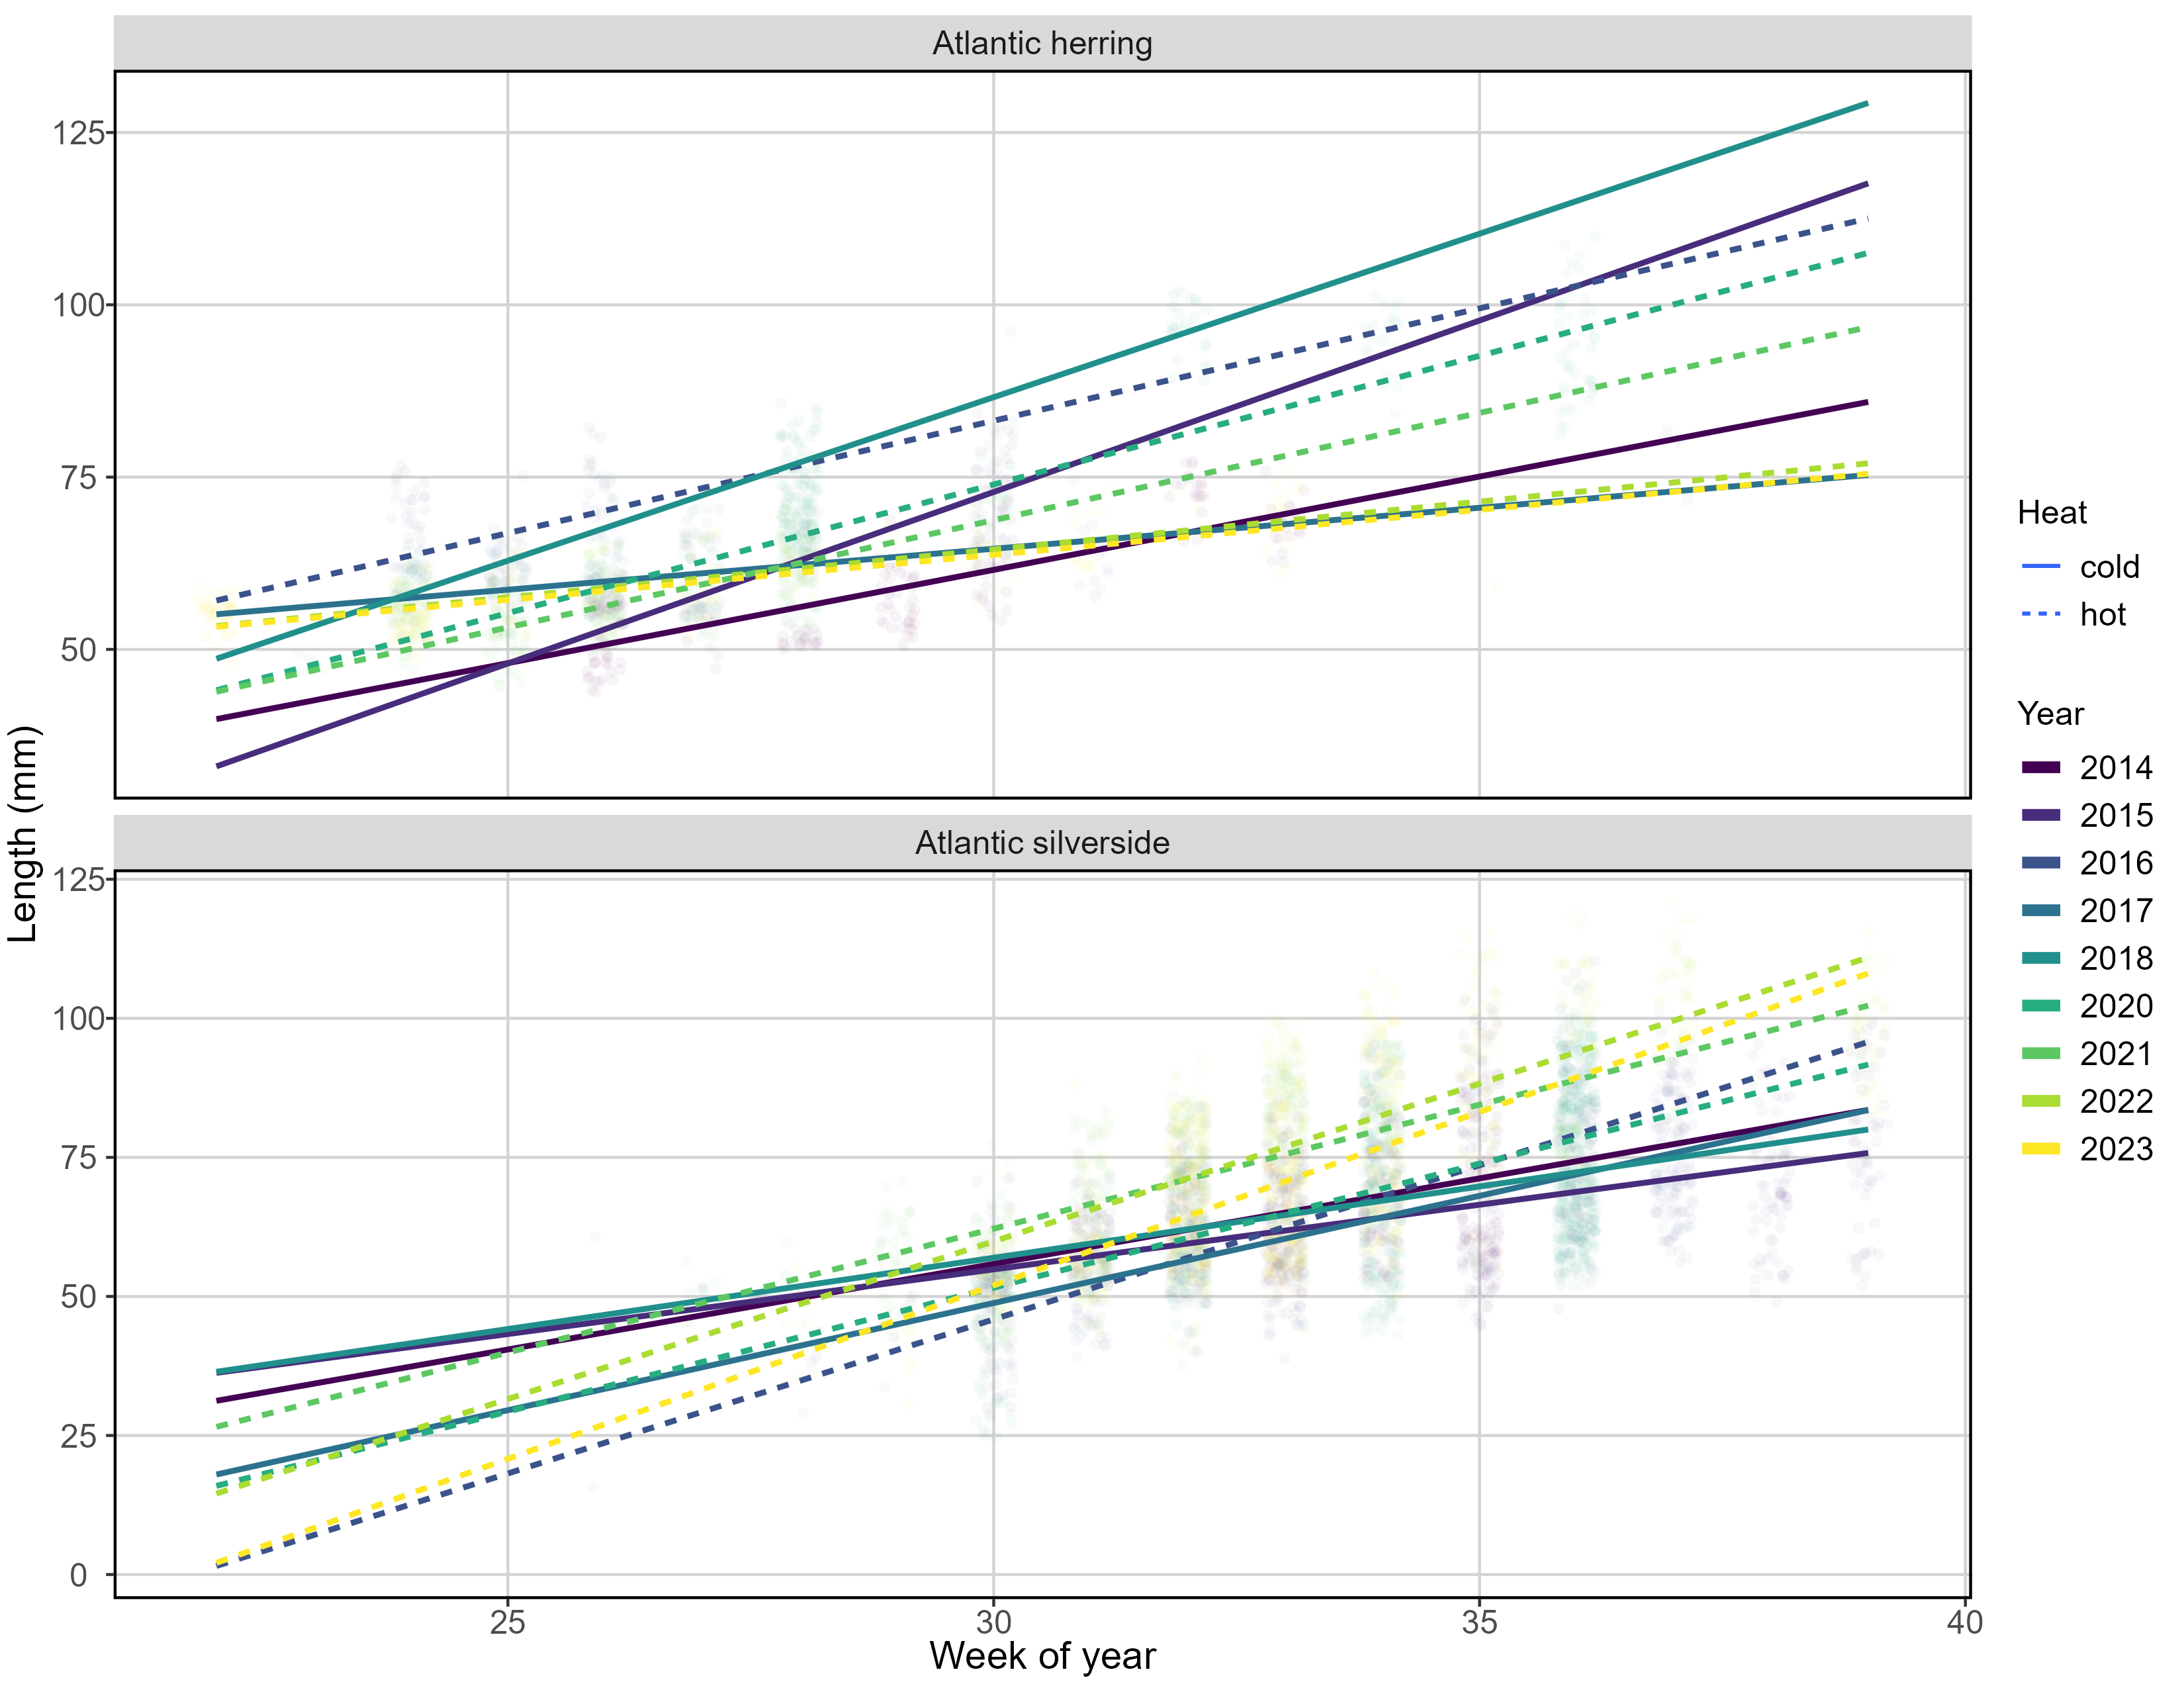 Atlantic herring
125
100
75
50
Length (mm)
Atlantic silverside
125
100
75
50
25
0
25 30 35 40
Week of year
Heat
cold
hot
Year
2014
2015
2016
2017
2018
2020
2021
2022
2023